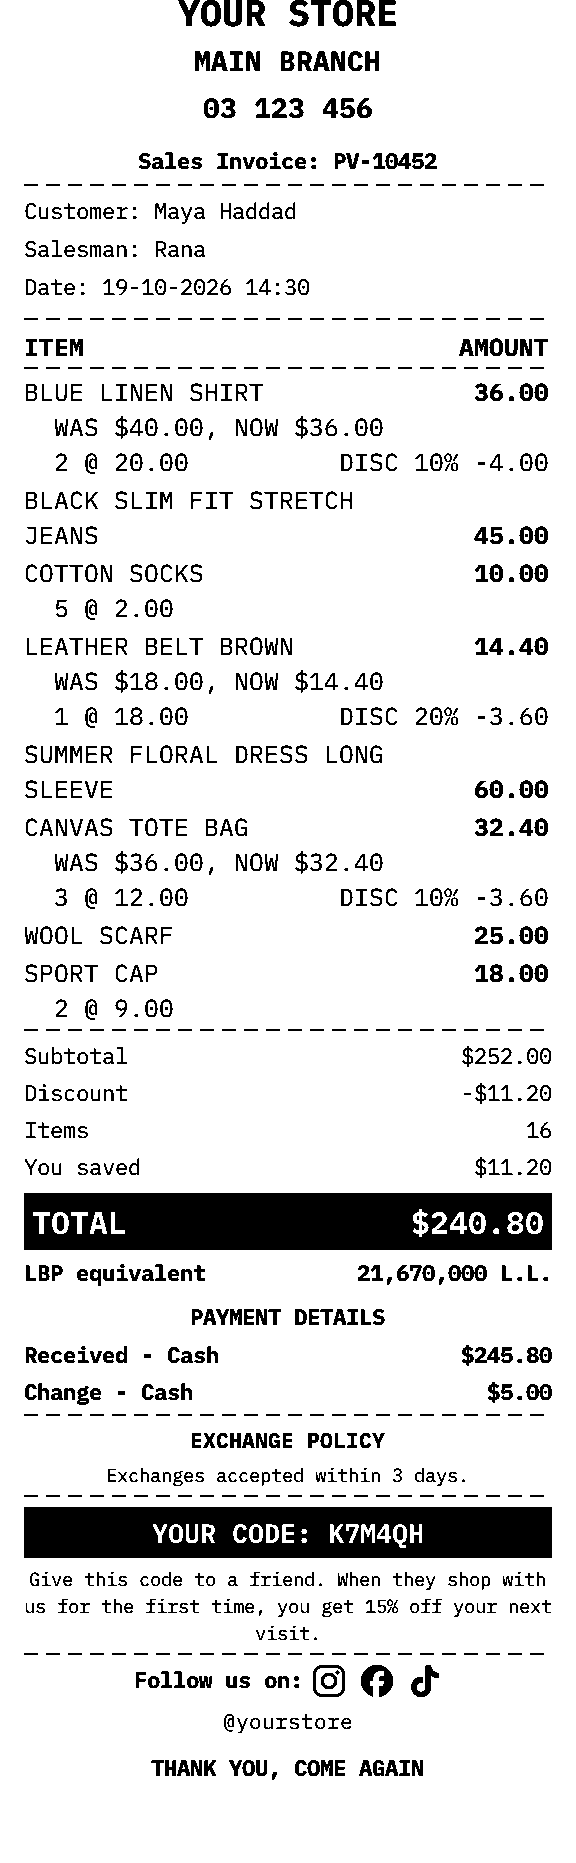 YOUR STORE
MAIN BRANCH
03 123 456
Sales Invoice: PV-10452
Customer: Maya Haddad
Salesman: Rana
Date: 19-10-2026 14:30
ITEM AMOUNT
BLUE LINEN SHIRT 36.00
WAS $40.00, NOW $36.00
2 @ 20.00 DISC 10% -4.00
BLACK SLIM FIT STRETCH
JEANS 45.00
COTTON SOCKS 10.00
5 @ 2.00
LEATHER BELT BROWN 14.40
WAS $18.00, NOW $14.40
1 @ 18.00 DISC 20% -3.60
SUMMER FLORAL DRESS LONG
SLEEVE 60.00
CANVAS TOTE BAG 32.40
WAS $36.00, NOW $32.40
3 @ 12.00 DISC 10% -3.60
WOOL SCARF 25.00
SPORT CAP 18.00
2 @ 9.00
Subtotal $252.00
Discount -$11.20
Items 16
You saved $11.20
TOTAL $240.80
LBP equivalent 21,670,000 L.L.
PAYMENT DETAILS
Received - Cash $245.80
Change - Cash $5.00
EXCHANGE POLICY
Exchanges accepted within 3 days.
YOUR CODE: K7M4QH
Give this code to a friend. When they shop with
us for the first time, you get 15% off your next
visit.
Follow us on:
@yourstore
THANK YOU, COME AGAIN